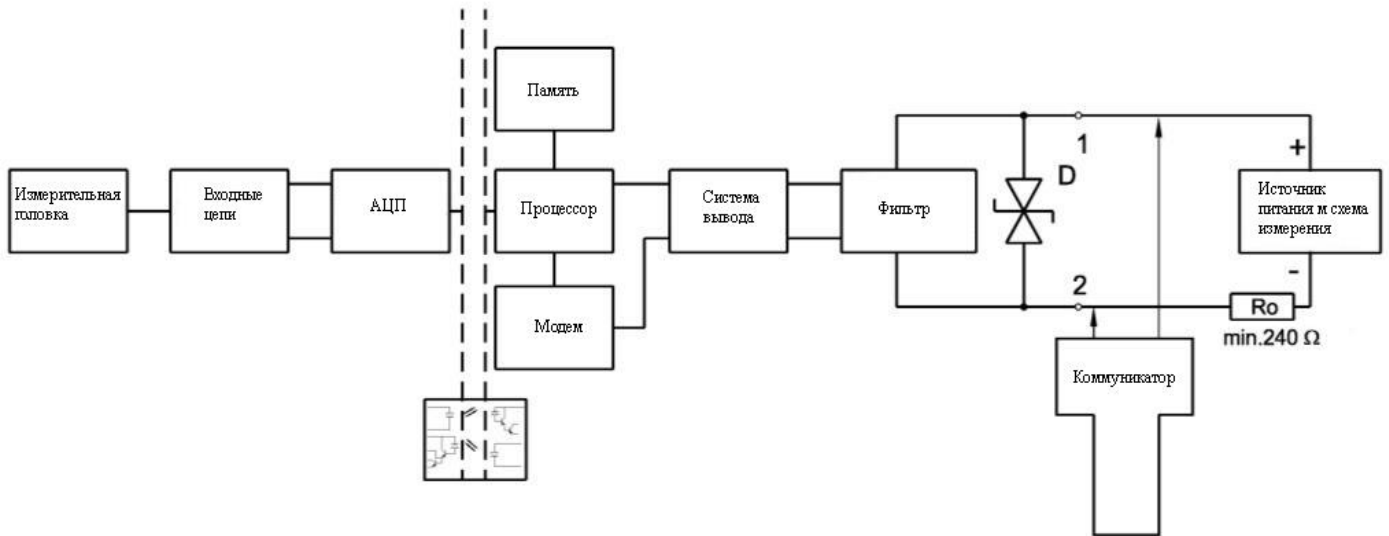 Память
Измерительная
головка
Входные
цепи
АЦП
Процессор
Система
вывода
Фильтр
1
D
+
Источник
питания м схема
измерения
-
2
Модем
Ro
min.240 Ω
Коммуникатор